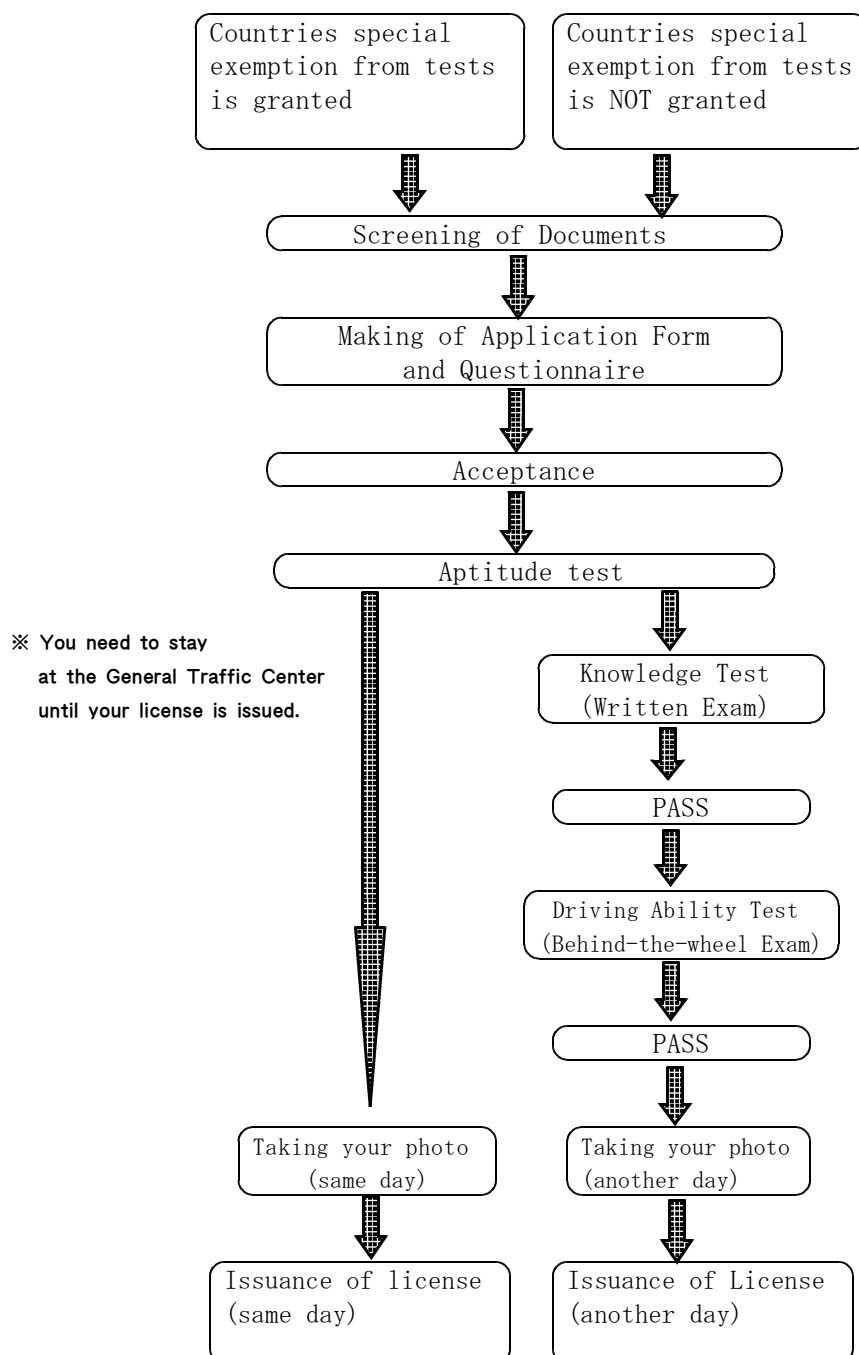 Countries special
exemption from tests
is granted
Countries special
exemption from tests
is NOT granted
Screening of Documents
Making of Application Form
and Questionnaire
Acceptance
Aptitude test
※ You need to stay
at the General Traffic Center
until your license is issued.
Knowledge Test
(Written Exam)
PASS
Driving Ability Test
(Behind-the-wheel Exam)
PASS
Taking your photo
(same day)
Taking your photo
(another day)
Issuance of license
(same day)
Issuance of License
(another day)